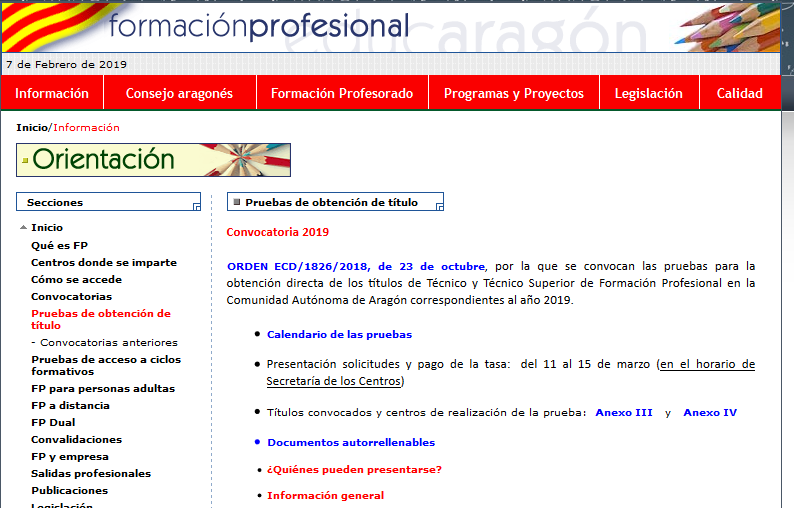 formaciónprofesional
educaragón
7 de Febrero de 2019
Información
Consejo aragonés
Formación Profesorado
Programas y Proyectos
Legislación
Calidad
Inicio/Información
Orientación
Secciones
Inicio
Qué es FP
Centros donde se imparte
Cómo se accede
Convocatorias
Pruebas de obtención de
título
- Convocatorias anteriores
Pruebas de acceso a ciclos
formativos
FP para personas adultas
FP a distancia
FP Dual
Convalidaciones
FP y empresa
Salidas profesionales
Publicaciones
Legislación
Pruebas de obtención de título
Convocatoria 2019
ORDEN ECD/1826/2018, de 23 de octubre, por la que se convocan las pruebas para la
obtención directa de los títulos de Técnico y Técnico Superior de Formación Profesional en la
Comunidad Autónoma de Aragón correspondientes al año 2019.
• Calendario de las pruebas
• Presentación solicitudes y pago de la tasa: del 11 al 15 de marzo (en el horario de
Secretaría de los Centros)
• Títulos convocados y centros de realización de la prueba: Anexo III y Anexo IV
• Documentos autorrellenables
• ¿Quiénes pueden presentarse?
• Información general